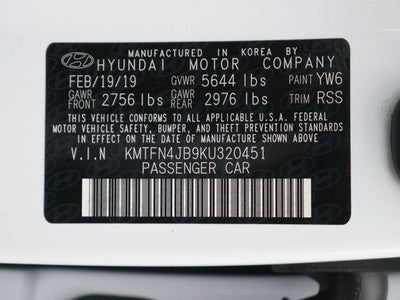 MANUFACTURED IN KOREA BY
HYUNDAI MOTOR COMPANY
FEB/19/19 GVWR 5644 lbs PAINT YW6
GAWR FRONT 2756 lbs GAWR REAR 2976 lbs TRIM RSS
THIS VEHICLE CONFORMS TO ALL APPLICABLE U.S.A. FEDERAL
MOTOR VEHICLE SAFETY, BUMPER, AND THEFT PREVENTION
STANDARDS IN EFFECT ON THE DATE OF MANUFACTURE SHOWN ABOVE
V.I.N KMTFN4JB9KU320451
PASSENGER CAR